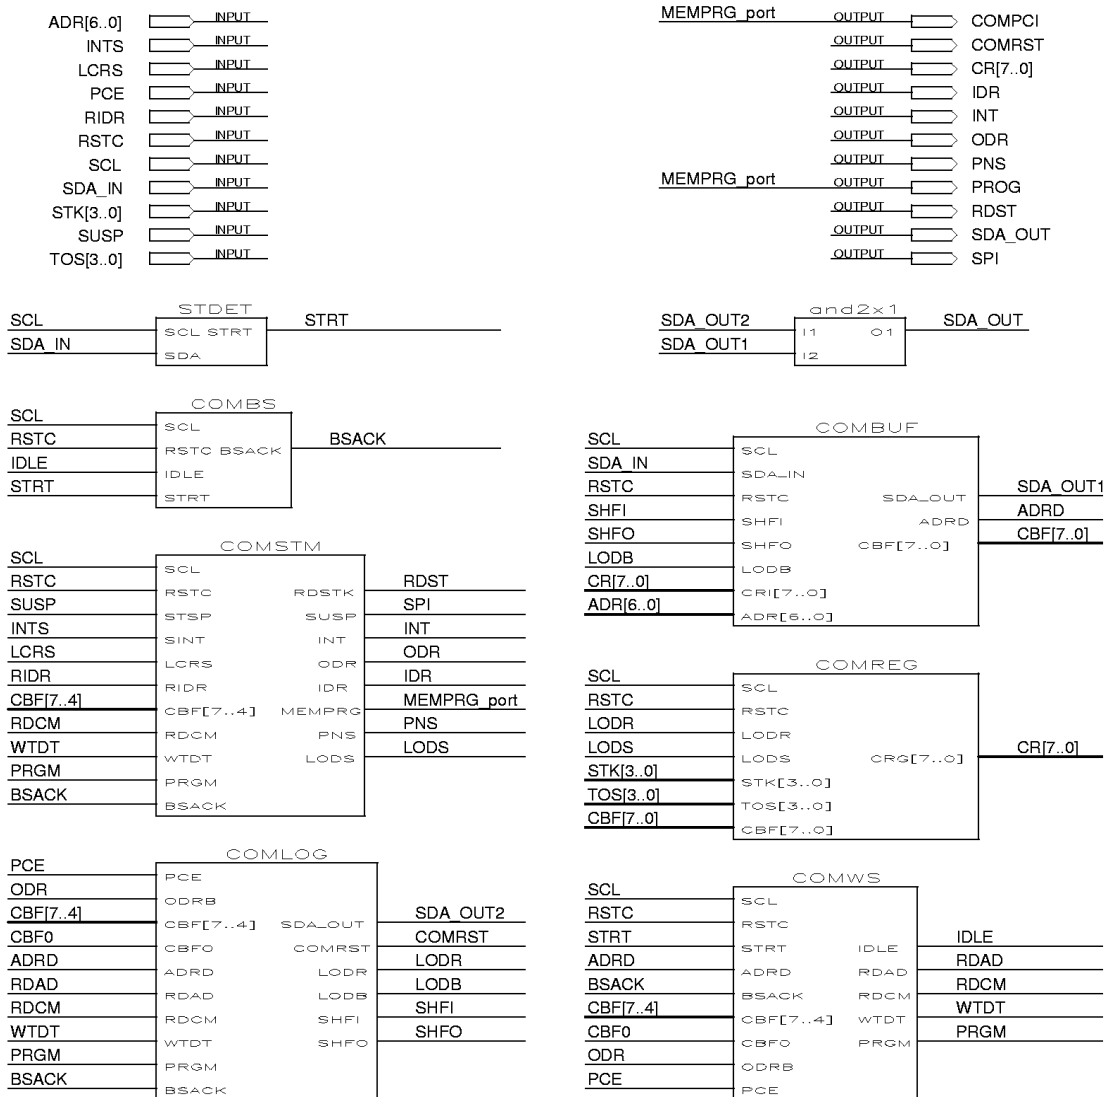 ADR[6..0] INPUT
INTS INPUT
LCRS INPUT
PCE INPUT
RIDR INPUT
RSTC INPUT
SCL INPUT
SDA_IN INPUT
STK[3..0] INPUT
SUSP INPUT
TOS[3..0] INPUT
MEMPRG_port OUTPUT COMPCI
OUTPUT COMRST
OUTPUT CR[7..0]
OUTPUT IDR
OUTPUT INT
OUTPUT ODR
OUTPUT PNS
MEMPRG_port OUTPUT PROG
OUTPUT RDST
OUTPUT SDA_OUT
OUTPUT SPI
STDET
SCL STRT
SCL STRT
SDA_IN
SDA
and2x1
SDA_OUT2 SDA_OUT
I1 O1
SDA_OUT1
I2
COMBS
SCL
SCL
RSTC BSACK
RSTC BSACK
IDLE
IDLE
STRT
STRT
COMBUF
SCL
SCL
SDA_IN
SDA_IN
RSTC SDA_OUT1
RSTC SDA_OUT
SHFI ADRD
SHFI ADRD
SHFO CBF[7..0]
SHFO CBF[7..0]
LODB
LODB
CR[7..0]
CRI[7..0]
ADR[6..0]
ADR[6..0]
COMSTM
SCL
SCL
RSTC RDST
RSTC RDSTK
SUSP SPI
STSP SUSP
INTS INT
SINT INT
LCRS ODR
LCRS ODR
RIDR IDR
RIDR IDR
CBF[7..4] MEMPRG_port
CBF[7..4] MEMPRG
RDCM PNS
RDCM PNS
WTDT LODS
WTDT LODS
PRGM
PRGM
BSACK
BSACK
COMREG
SCL
SCL
RSTC
RSTC
LODR
LODR
LODS CR[7..0]
LODS CRG[7..0]
STK[3..0]
STK[3..0]
TOS[3..0]
TOS[3..0]
CBF[7..0]
CBF[7..0]
COMLOG
PCE
PCE
ODR
ODRB
CBF[7..4] SDA_OUT2
CBF[7..4] SDA_OUT
CBF0 COMRST
CBF0 COMRST
ADRD LODR
ADRD LODR
RDAD LODB
RDAD LODB
RDCM SHFI
RDCM SHFI
WTDT SHFO
WTDT SHFO
PRGM
PRGM
BSACK
BSACK
COMWS
SCL
SCL
RSTC
RSTC
STRT IDLE
STRT IDLE
ADRD RDAD
ADRD RDAD
BSACK RDCM
BSACK RDCM
CBF[7..4] WTDT
CBF[7..4] WTDT
CBF0 PRGM
CBF0 PRGM
ODR
ODRB
PCE
PCE